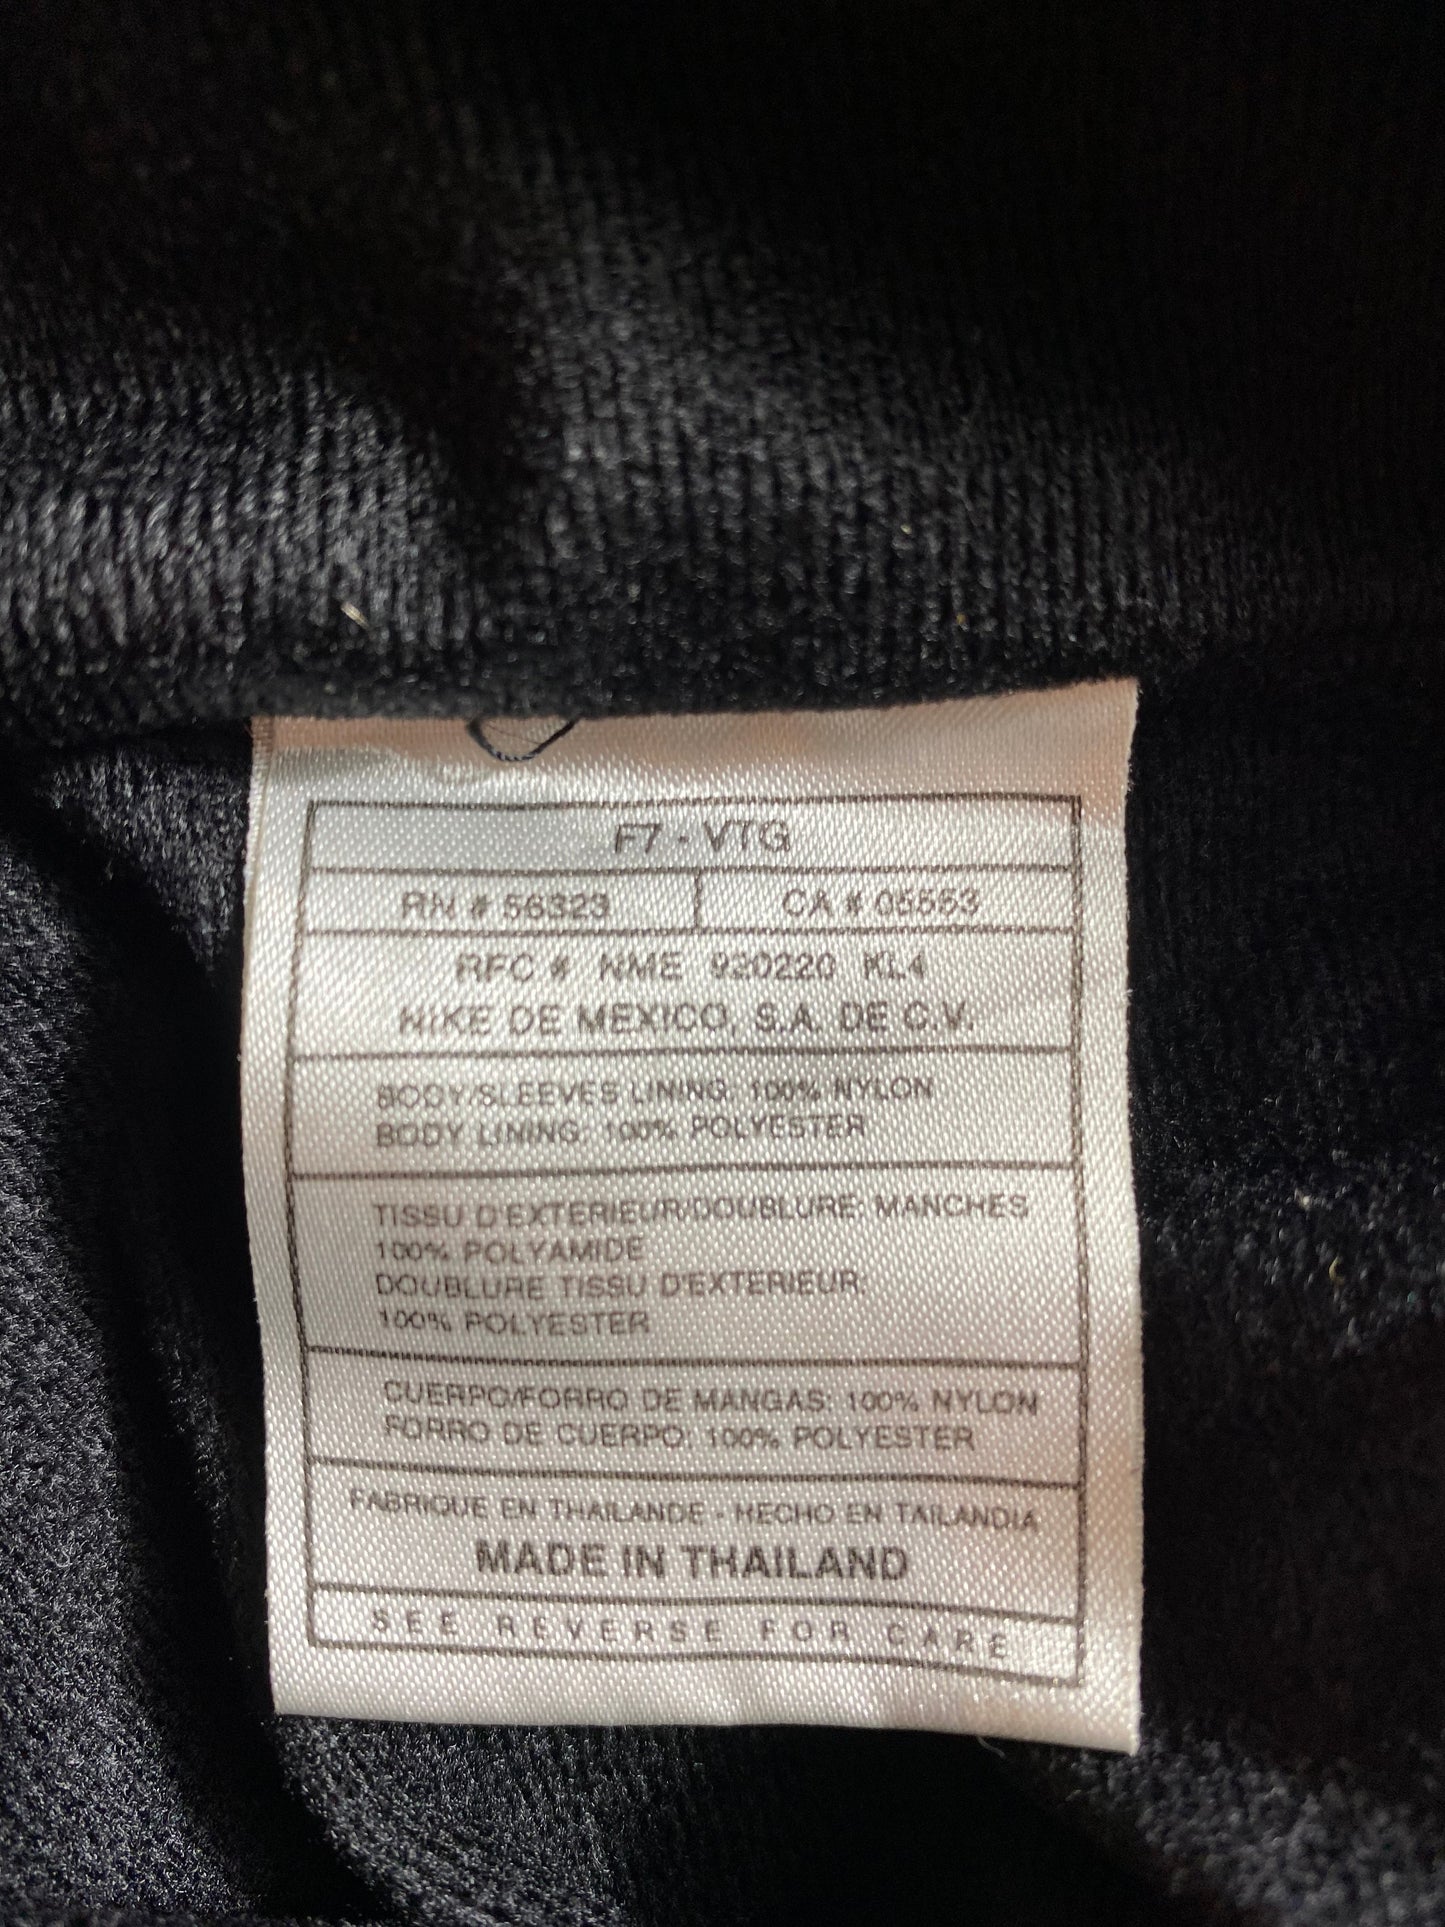 F7 - VTG
RN # 56323 CA # 05553
RFC # NME 920220 KL4
NIKE DE MEXICO, S.A. DE C.V.
BODY/SLEEVES LINING: 100% NYLON
BODY LINING: 100% POLYESTER
TISSU D'EXTERIEUR/DOUBLURE: MANCHES
100% POLYAMIDE
DOUBLURE TISSU D'EXTERIEUR:
100% POLYESTER
CUERPO/FORRO DE MANGAS: 100% NYLON
FORRO DE CUERPO: 100% POLYESTER
FABRIQUE EN THAILANDE - HECHO EN TAILANDIA
MADE IN THAILAND
SEE REVERSE FOR CARE